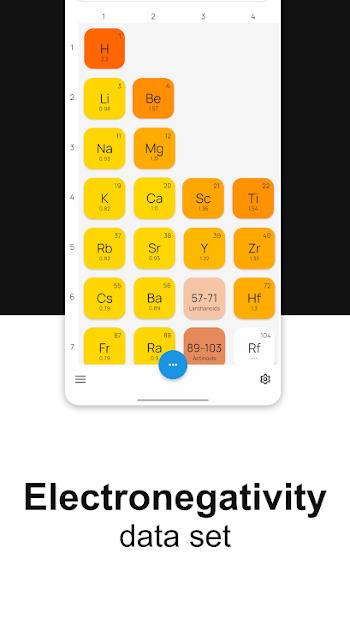 1 2 3 4
1 H 1 2.2
2 Li 3 0.98 Be 4 1.57
3 Na 11 0.93 Mg 12 1.31
4 K 19 0.82 Ca 20 1.0 Sc 21 1.36 Ti 22 1.54
5 Rb 37 0.82 Sr 38 0.95 Y 39 1.22 Zr 40 1.33
6 Cs 55 0.79 Ba 56 0.89 57-71 Lanthanoids Hf 72 1.3
7 Fr 87 0.79 Ra 88 0.9 89-103 Actinoids Rf 104
Electronegativity
data set